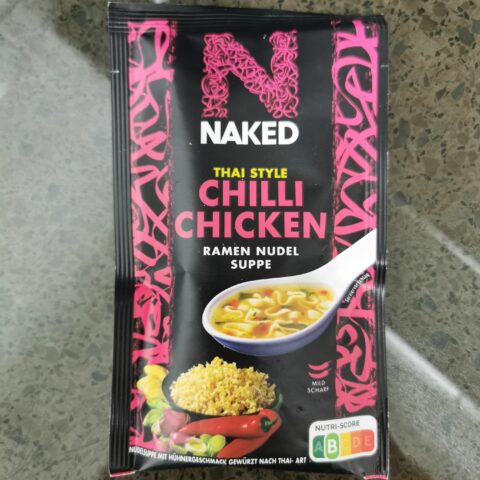 N
NAKED
THAI STYLE
CHILLI
CHICKEN
RAMEN NUDEL
SUPPE
MILD
SCHARF
NUTRI-SCORE
A B C D E
NUDELSUPPE MIT HÜHNERGESCHMACK, GEWÜRZT NACH THAI- ART